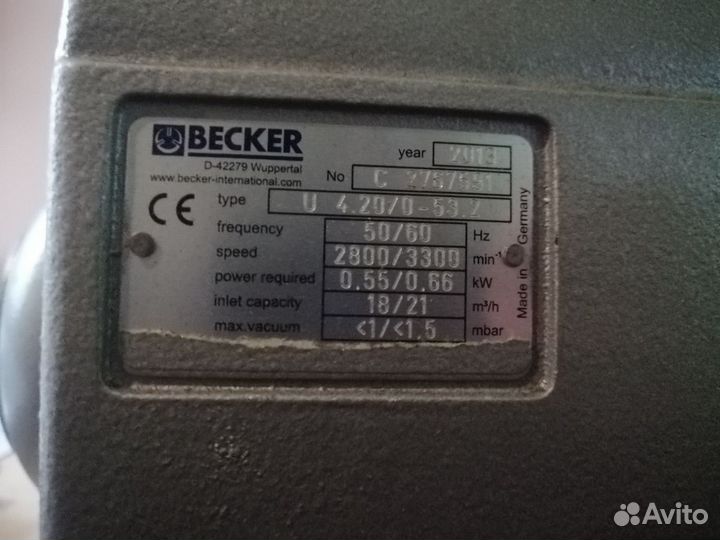 BECKER
D-42279 Wuppertal
www.becker-international.com
year 2013
No C 2767591
type U 4.20/0-53.2
frequency 50/60 Hz
speed 2800/3300 min-1
power required 0.55/0.66 kW
inlet capacity 18/21 m³/h
max.vacuum <1/<1.5 mbar
CE
Made in Germany
Avito